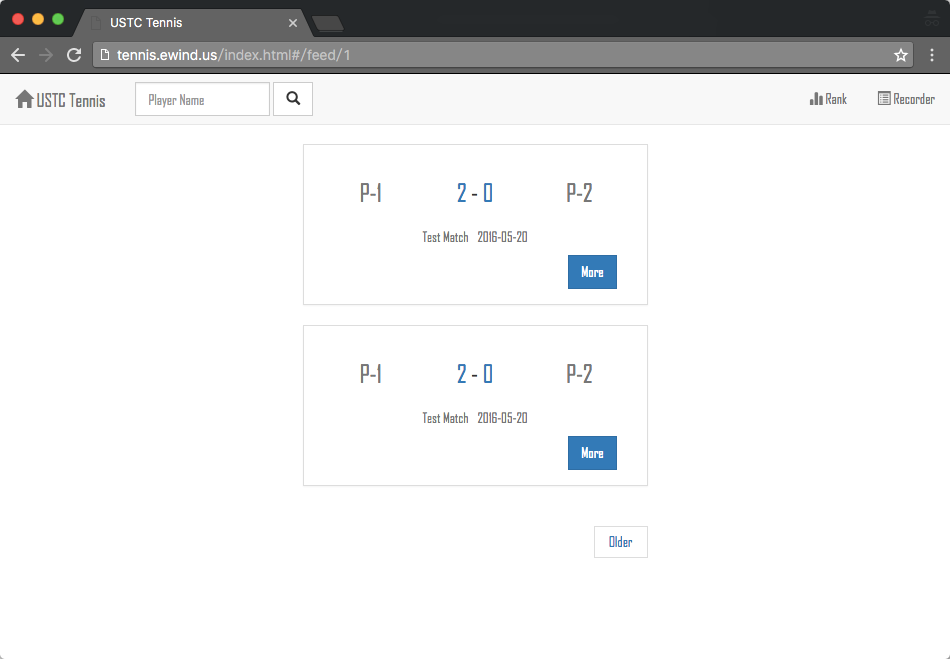 USTC Tennis
tennis.ewind.us/index.html#/feed/1
USTC Tennis Player Name Rank Recorder
P-1 2 - 0 P-2
Test Match 2016-05-20
More
P-1 2 - 0 P-2
Test Match 2016-05-20
More
Older